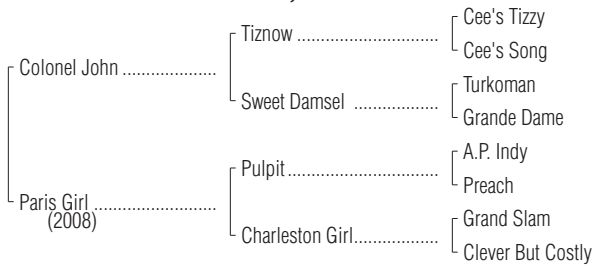 Cee's Tizzy
Tiznow
Cee's Song
Colonel John
Turkoman
Sweet Damsel
Grande Dame
A.P. Indy
Pulpit
Preach
Paris Girl
(2008)
Grand Slam
Charleston Girl
Clever But Costly